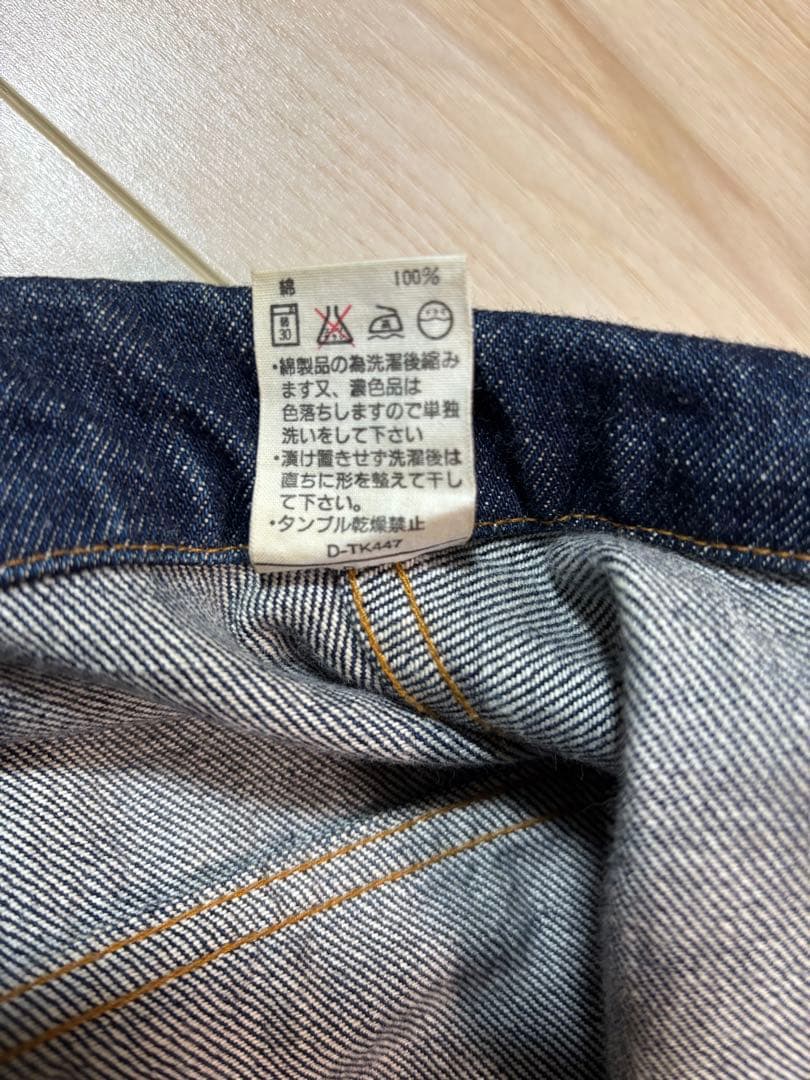 綿 100%
弱 30
・綿製品の為洗濯後縮み
ます又、濃色品は
色落ちしますので単独
洗いをして下さい
・漬け置きせず洗濯後は
直ちに形を整えて干し
て下さい。
・タンブル乾燥禁止
D-TK447